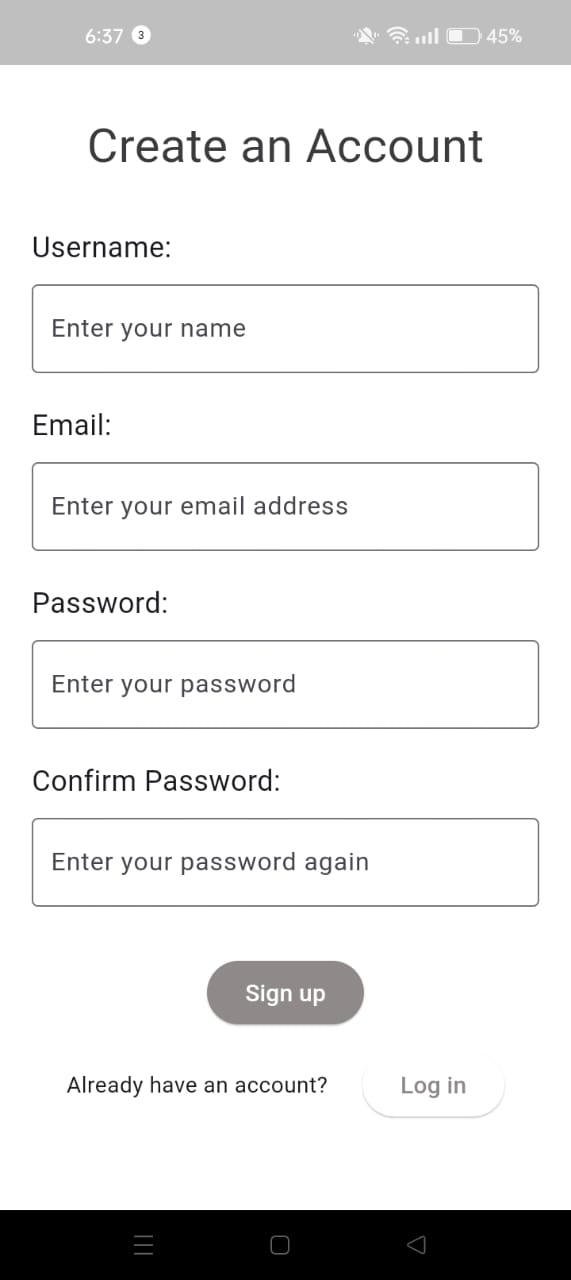 6:37 3 45%
Create an Account
Username:
Enter your name
Email:
Enter your email address
Password:
Enter your password
Confirm Password:
Enter your password again
Sign up
Already have an account? Log in